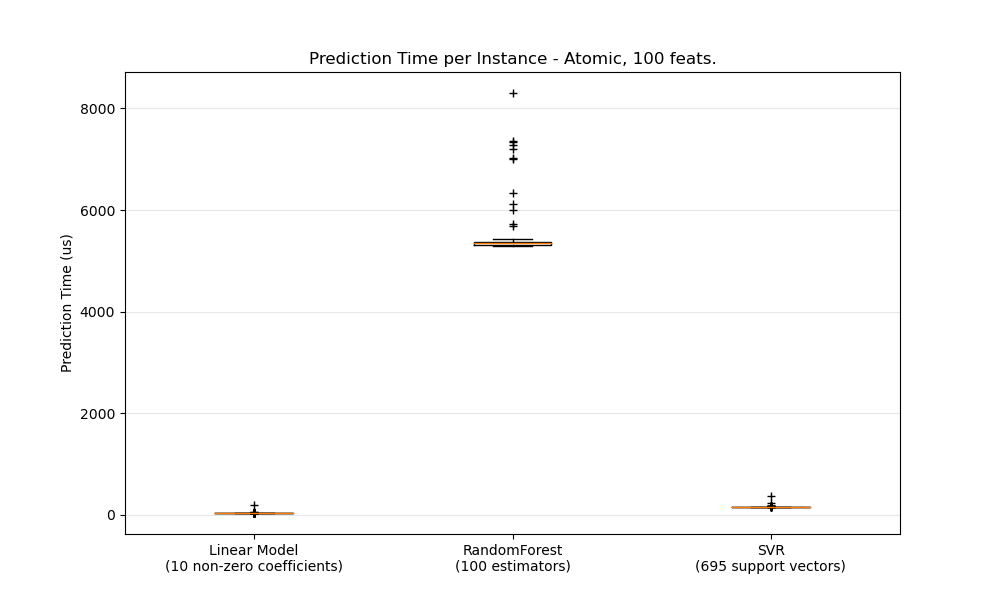 Prediction Time per Instance - Atomic, 100 feats.
Prediction Time (us)
8000
6000
4000
2000
0
Linear Model
(10 non-zero coefficients)
RandomForest
(100 estimators)
SVR
(695 support vectors)